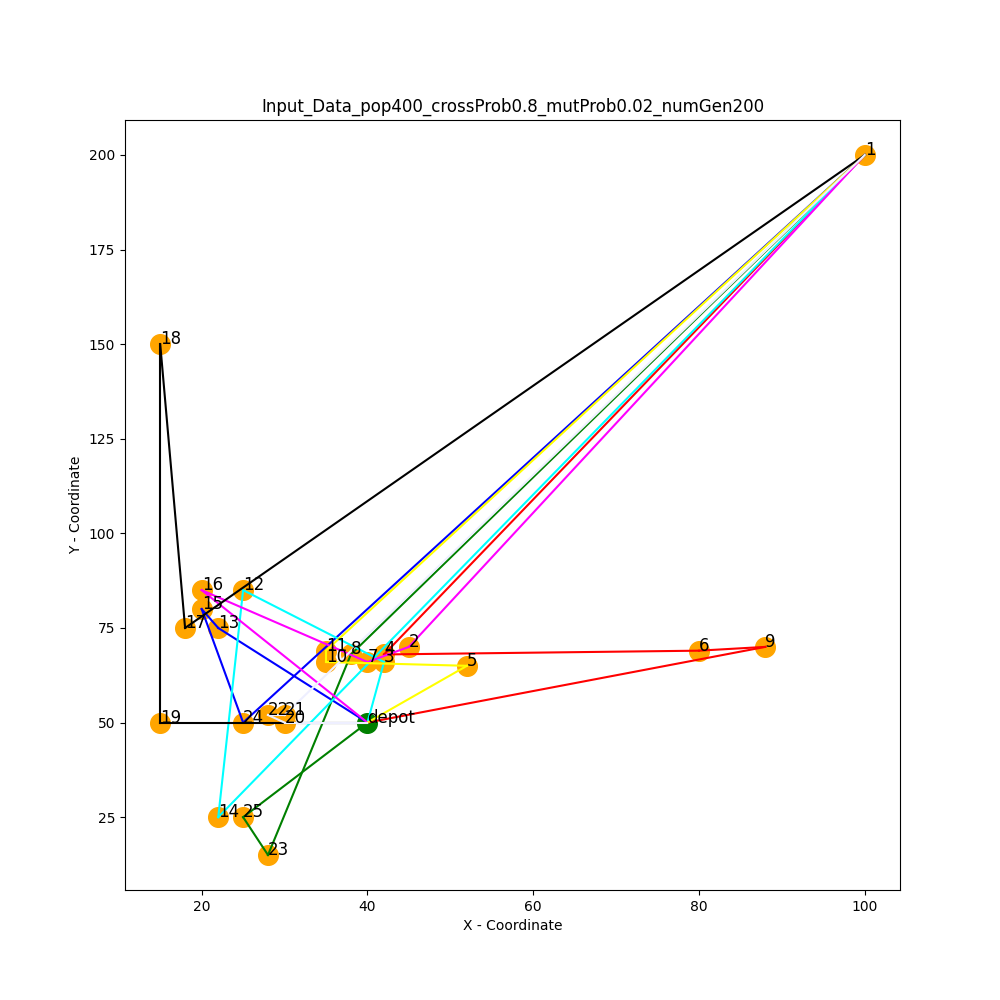 Input_Data_pop400_crossProb0.8_mutProb0.02_numGen200
200
175
150
125
100
75
50
25
Y - Coordinate
1
18
16 12
15
17 13
11 8 4 2
10 7 3 5
6 9
22 21
19 24 20 depot
14 25
23
20 40 60 80 100
X - Coordinate